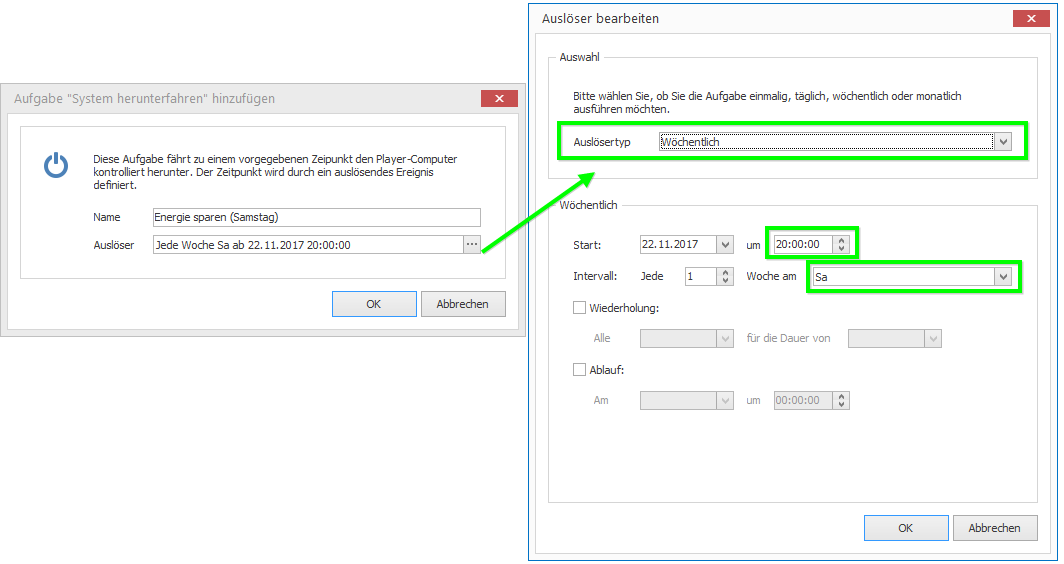 Aufgabe "System herunterfahren" hinzufügen
Diese Aufgabe fährt zu einem vorgegebenen Zeipunkt den Player-Computer
kontrolliert herunter. Der Zeitpunkt wird durch ein auslösendes Ereignis
definiert.
Name Energie sparen (Samstag)
Auslöser Jede Woche Sa ab 22.11.2017 20:00:00 ...
OK Abbrechen
Auslöser bearbeiten
Auswahl
Bitte wählen Sie, ob Sie die Aufgabe einmalig, täglich, wöchentlich oder monatlich
ausführen möchten.
Auslösertyp Wöchentlich
Wöchentlich
Start: 22.11.2017 um 20:00:00
Intervall: Jede 1 Woche am Sa
Wiederholung:
Alle für die Dauer von
Ablauf:
Am um 00:00:00
OK Abbrechen